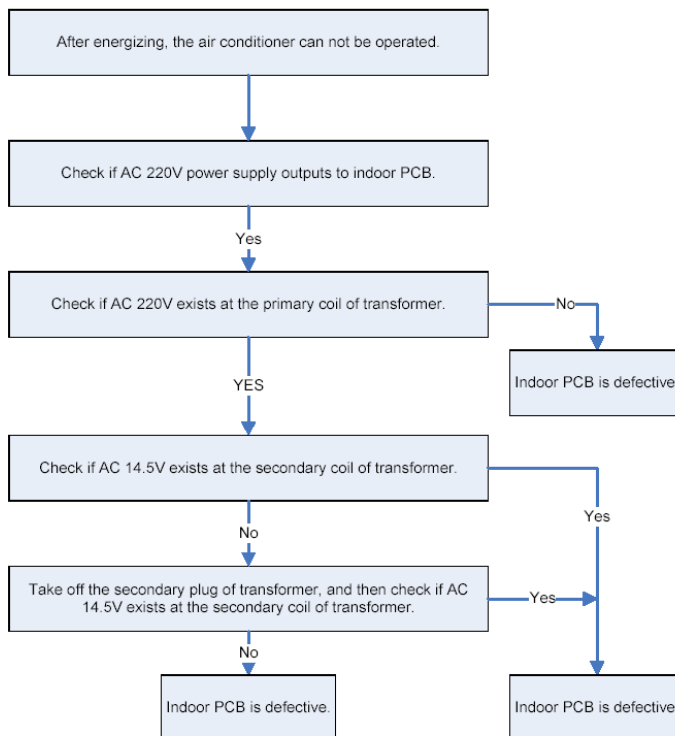 After energizing, the air conditioner can not be operated.
Check if AC 220V power supply outputs to indoor PCB.
Yes
Check if AC 220V exists at the primary coil of transformer.
No
Indoor PCB is defective
YES
Check if AC 14.5V exists at the secondary coil of transformer.
Yes
No
Take off the secondary plug of transformer, and then check if AC
14.5V exists at the secondary coil of transformer.
Yes
No
Indoor PCB is defective.
Indoor PCB is defective